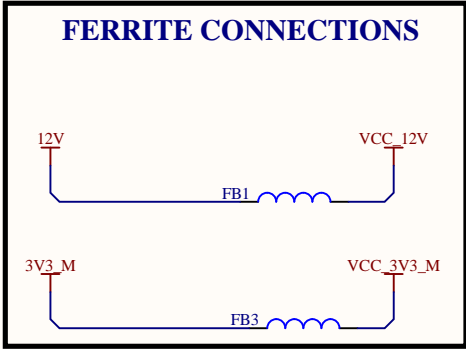 FERRITE CONNECTIONS
12V
VCC_12V
FB1
3V3_M
VCC_3V3_M
FB3